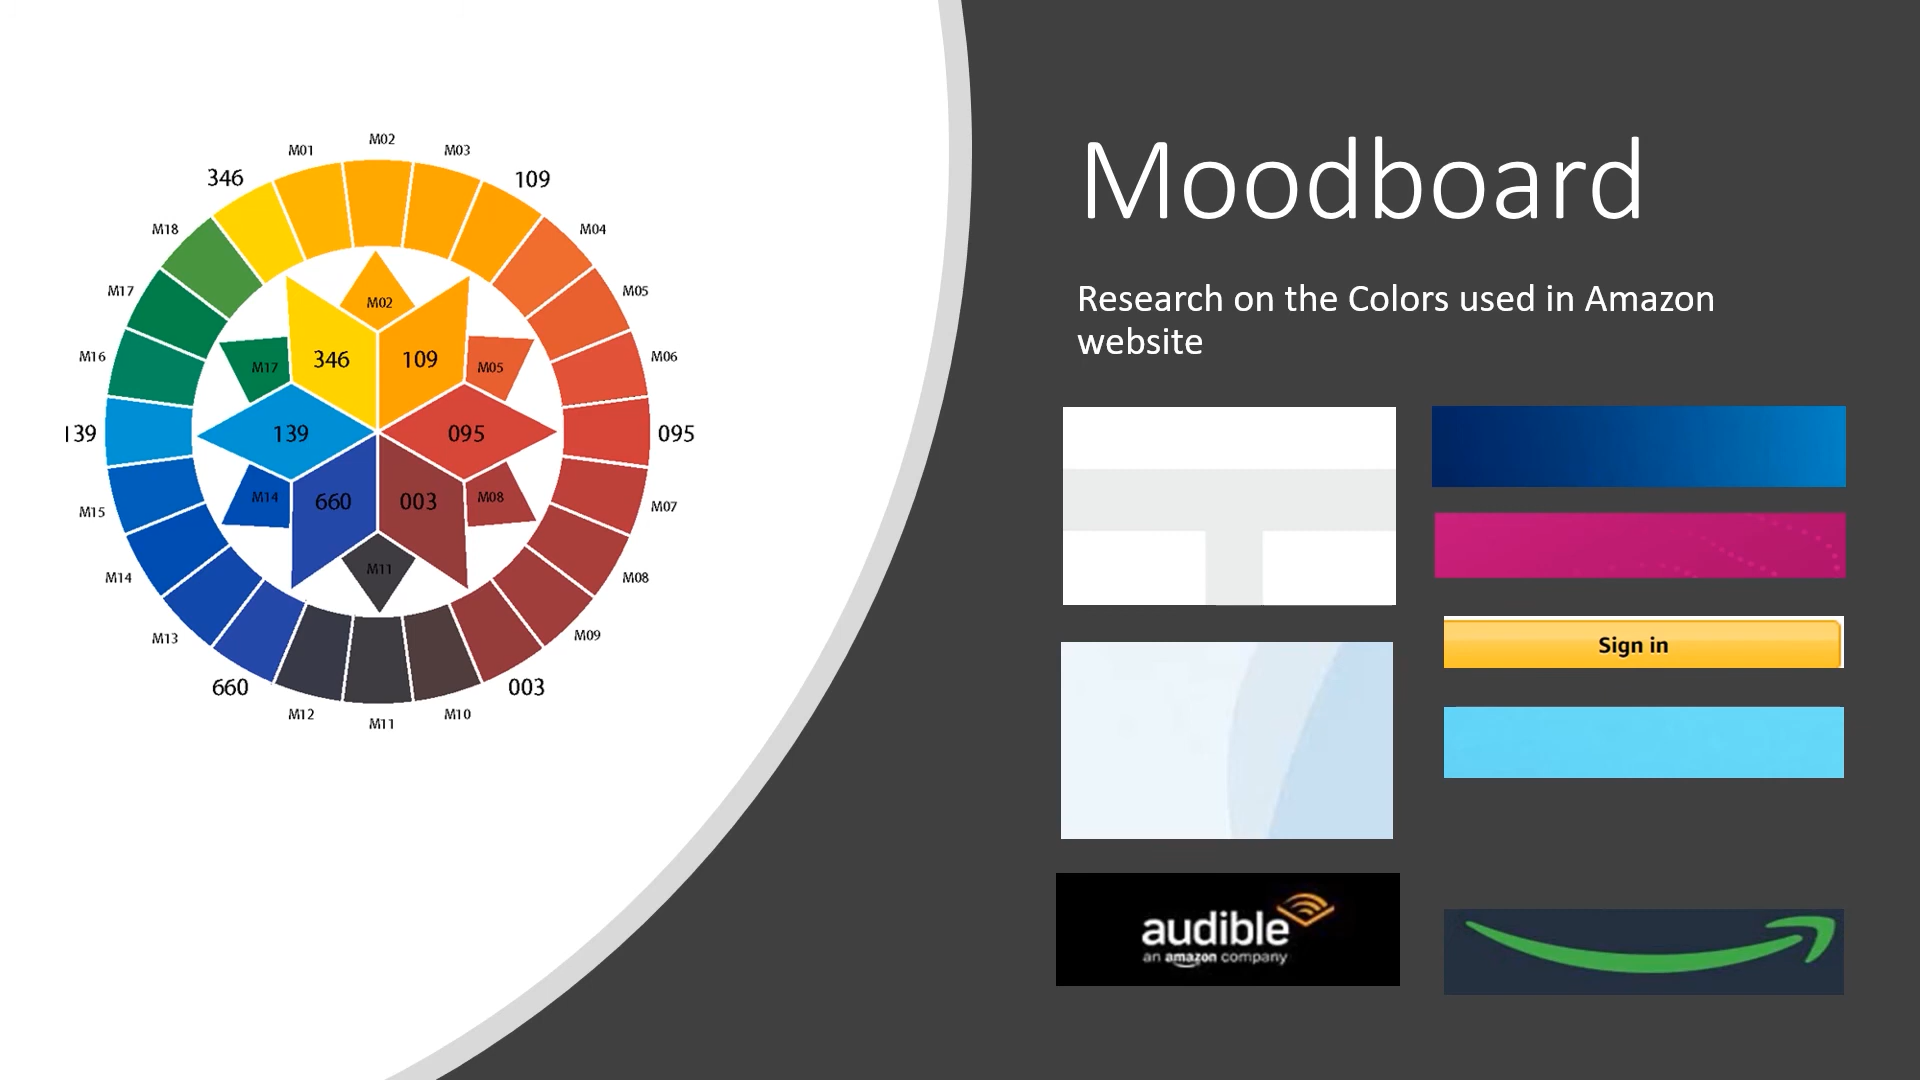 Moodboard
Research on the Colors used in Amazon
website
M02
M01
M03
346
109
M18
M04
M17
M05
M16
M06
139
095
M15
M07
M14
M08
M13
M09
660
003
M12
M10
M11
M02
346
109
M17
M05
139
095
M14
M08
660
003
M11
Sign in
audible
an amazon company